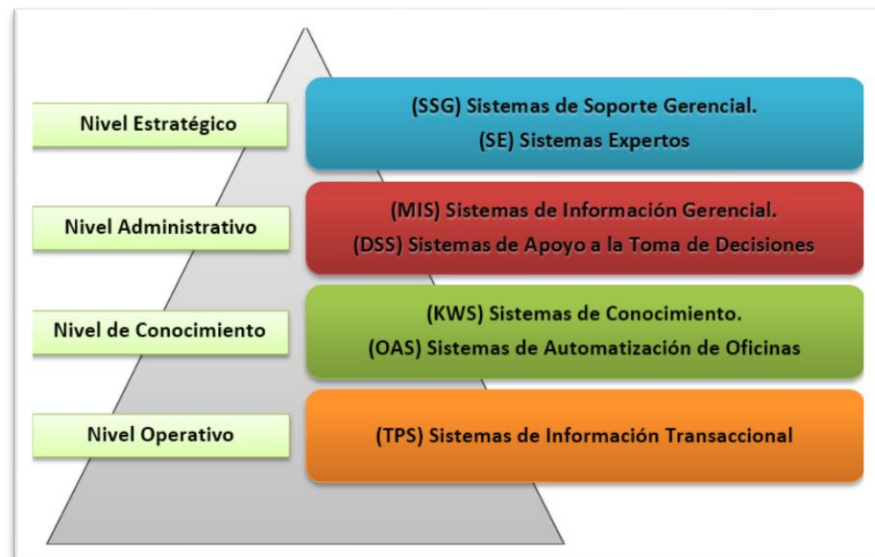 Nivel Estratégico
(SSG) Sistemas de Soporte Gerencial.
(SE) Sistemas Expertos
Nivel Administrativo
(MIS) Sistemas de Información Gerencial.
(DSS) Sistemas de Apoyo a la Toma de Decisiones
Nivel de Conocimiento
(KWS) Sistemas de Conocimiento.
(OAS) Sistemas de Automatización de Oficinas
Nivel Operativo
(TPS) Sistemas de Información Transaccional